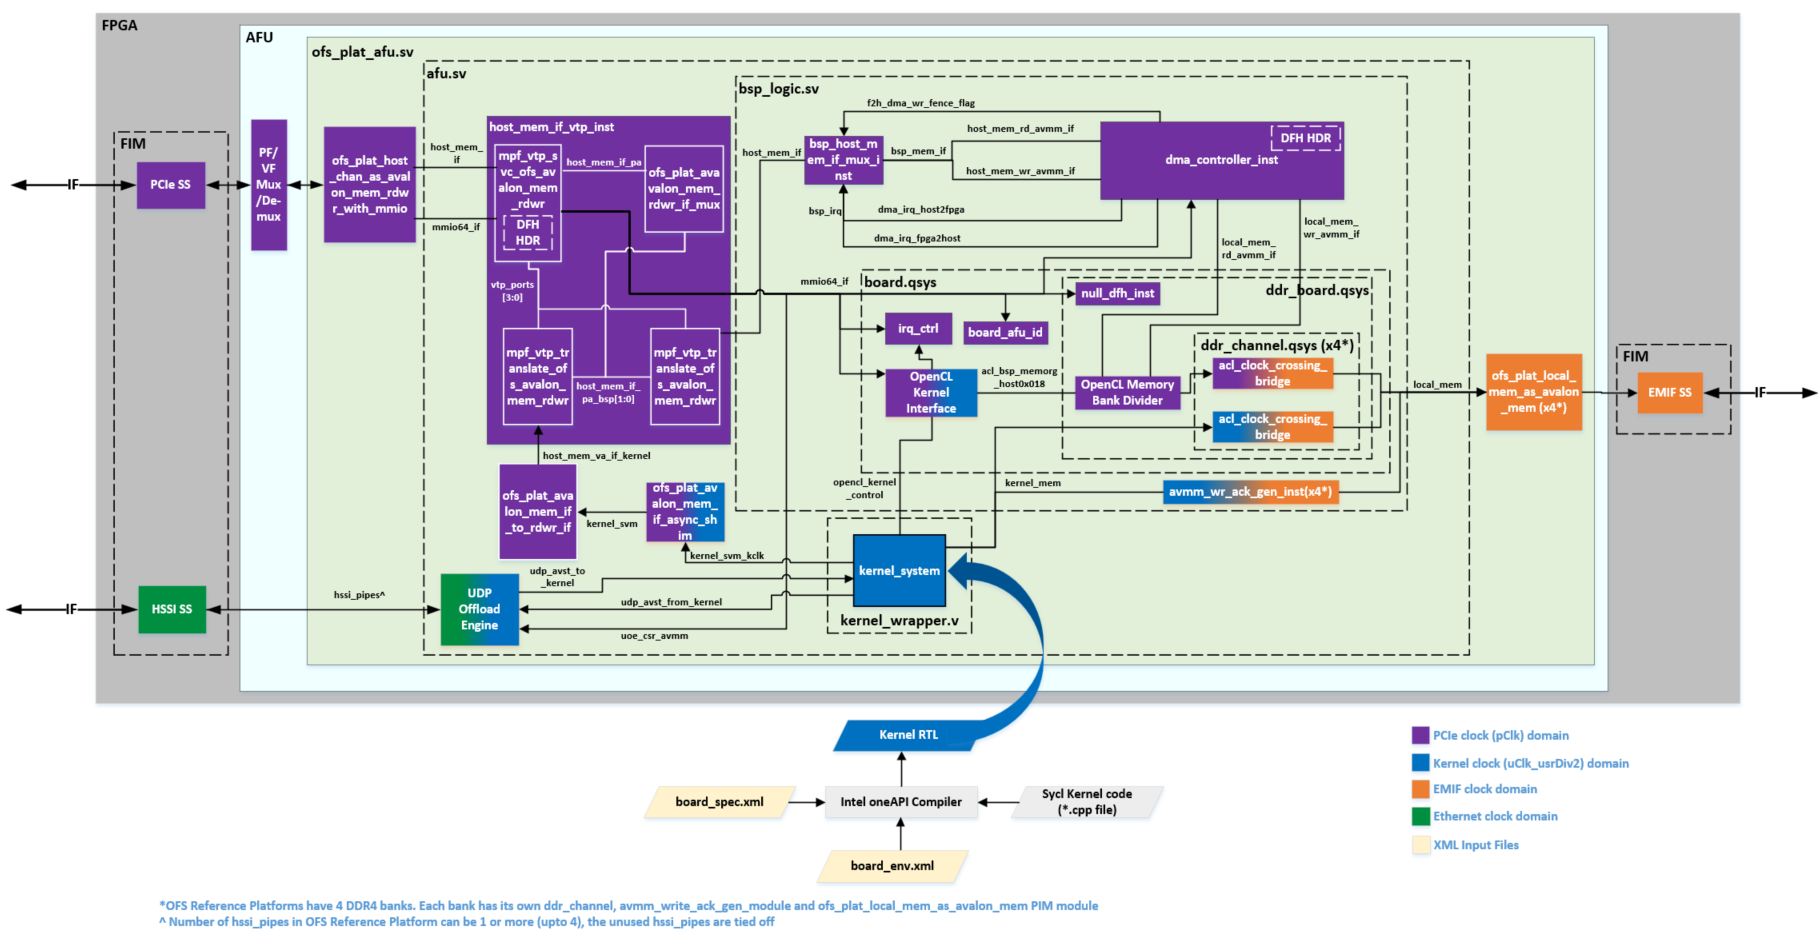 FPGA
AFU
ofs_plat_afu.sv
afu.sv
bsp_logic.sv
FIM
IF
PCIe SS
PF/
VF
Mux
/De-
mux
ofs_plat_host
_chan_as_aval
on_mem_rdw
r_with_mmio
host_mem_
if
mmio64_if
host_mem_if_vtp_inst
mpf_vtp_s
vc_ofs_av
alon_mem
_rdwr
DFH
HDR
host_mem_if_pa
ofs_plat_ava
valon_mem_
rdwr_if_mux
vtp_ports
[3:0]
mpf_vtp_tr
anslate_of
s_avalon_
mem_rdwr
host_mem_if_
pa_bsp[1:0]
mpf_vtp_tr
anslate_of
s_avalon_
mem_rdwr
host_mem_if
f2h_dma_wr_fence_flag
bsp_host_m
em_if_mux_i
nst
bsp_mem_if
host_mem_rd_avmm_if
host_mem_wr_avmm_if
DFH HDR
dma_controller_inst
bsp_irq
dma_irq_host2fpga
dma_irq_fpga2host
local_mem_
rd_avmm_if
local_mem_
wr_avmm_if
mmio64_if
board.qsys
ddr_board.qsys
null_dfh_inst
irq_ctrl
board_afu_id
ddr_channel.qsys (x4*)
acl_clock_crossing_
bridge
OpenCL
Kernel
Interface
acl_bsp_memorg
_host0x018
OpenCL Memory
Bank Divider
acl_clock_crossing_
bridge
local_mem
ofs_plat_local_
mem_as_avalon
_mem (x4*)
FIM
EMIF SS
IF
host_mem_va_if_kernel
ofs_plat_ava
lon_mem_if
_to_rdwr_if
kernel_svm
ofs_plat_av
alon_mem_
if_async_sh
im
kernel_svm_kclk
opencl_kernel
_control
kernel_mem
avmm_wr_ack_gen_inst(x4*)
kernel_system
kernel_wrapper.v
IF
HSSI SS
hssi_pipes^
UDP
Offload
Engine
udp_avst_to
_kernel
udp_avst_from_kernel
uoe_csr_avmm
Kernel RTL
board_spec.xml
Intel oneAPI Compiler
Sycl Kernel code
(*.cpp file)
board_env.xml
PCIe clock (pClk) domain
Kernel clock (uClk_usrDiv2) domain
EMIF clock domain
Ethernet clock domain
XML Input Files
*OFS Reference Platforms have 4 DDR4 banks. Each bank has its own ddr_channel, avmm_write_ack_gen_module and ofs_plat_local_mem_as_avalon_mem PIM module
^ Number of hssi_pipes in OFS Reference Platform can be 1 or more (upto 4), the unused hssi_pipes are tied off